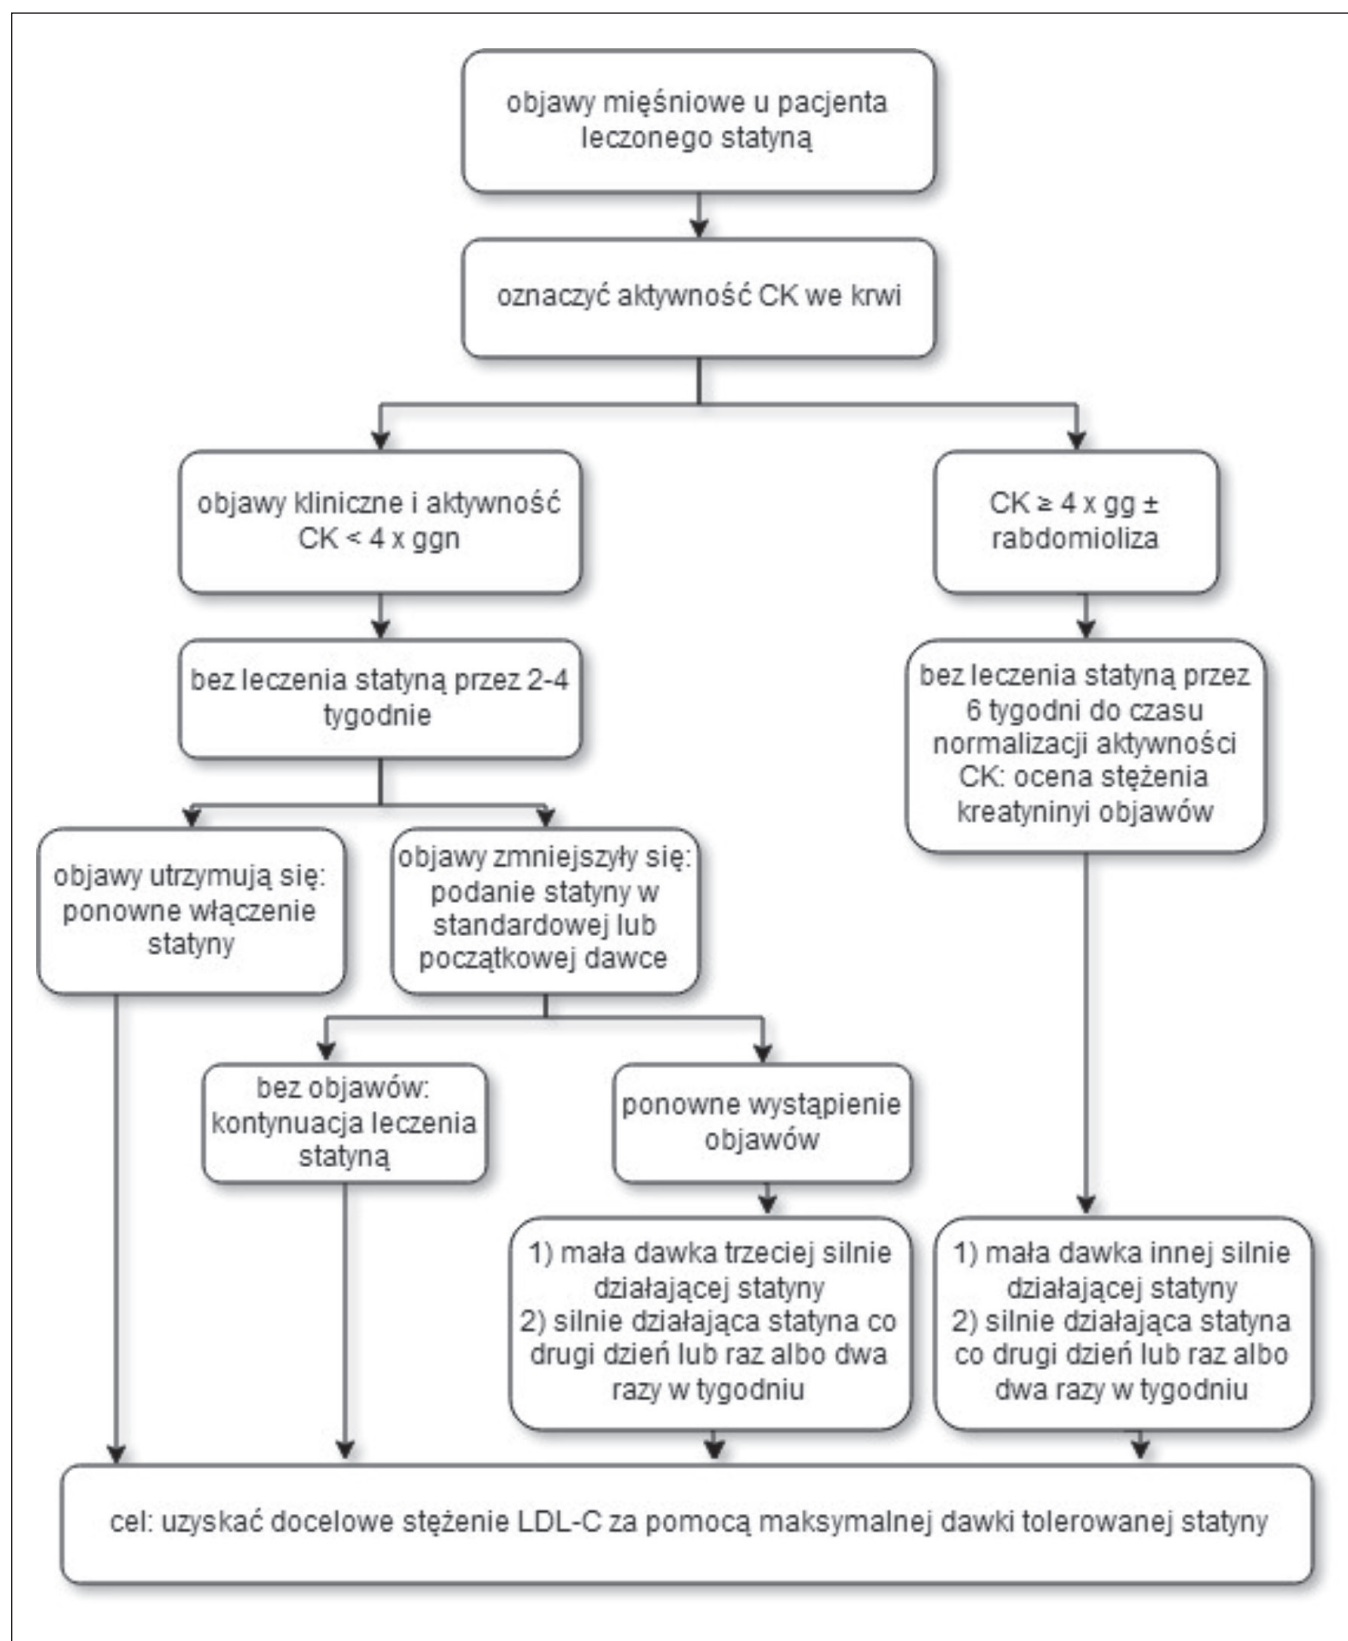 objawy mięśniowe u pacjenta
leczonego statyną
oznaczyć aktywność CK we krwi
objawy kliniczne i aktywność
CK < 4 x ggn
CK ≥ 4 x gg ±
rabdomioliza
bez leczenia statyną przez 2-4
tygodnie
bez leczenia statyną przez
6 tygodni do czasu
normalizacji aktywności
CK: ocena stężenia
kreatyninyi objawów
objawy utrzymują się:
ponowne włączenie
statyny
objawy zmniejszyły się:
podanie statyny w
standardowej lub
początkowej dawce
bez objawów:
kontynuacja leczenia
statyną
ponowne wystąpienie
objawów
1) mała dawka trzeciej silnie
działającej statyny
2) silnie działająca statyna co
drugi dzień lub raz albo dwa
razy w tygodniu
1) mała dawka innej silnie
działającej statyny
2) silnie działająca statyna
co drugi dzień lub raz albo
dwa razy w tygodniu
cel: uzyskać docelowe stężenie LDL-C za pomocą maksymalnej dawki tolerowanej statyny